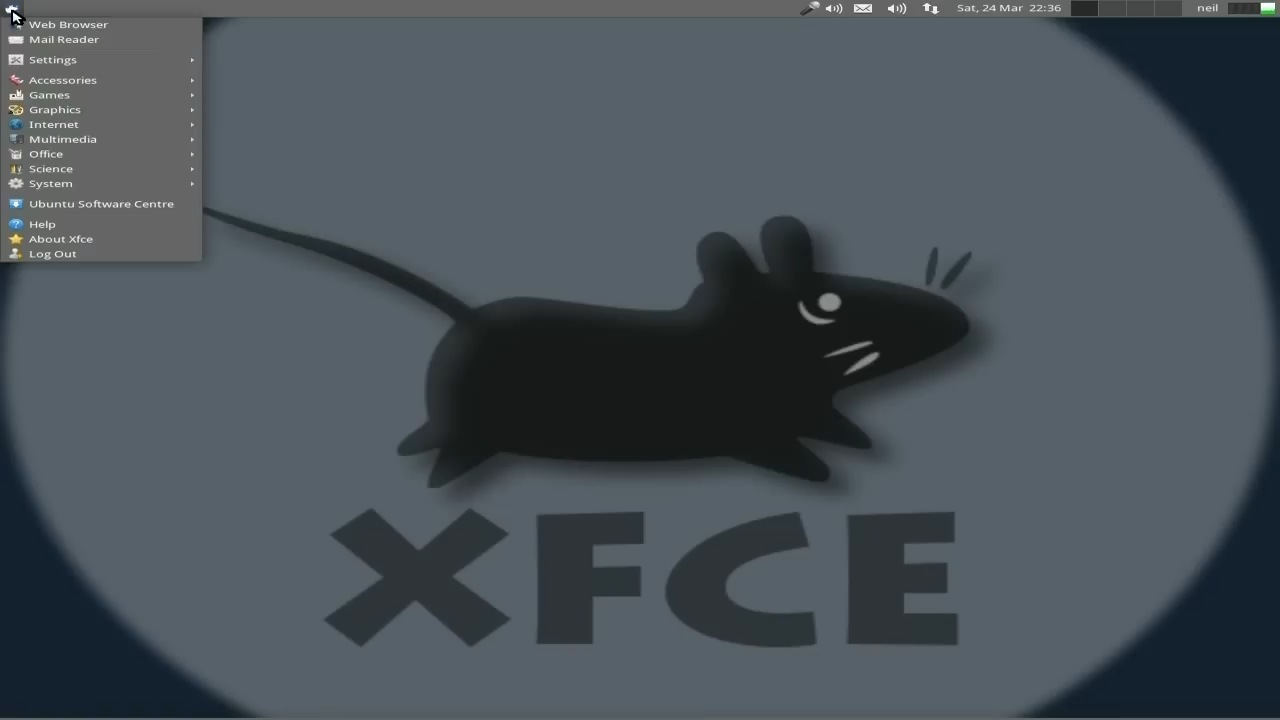 Sat, 24 Mar 22:36
neil
Web Browser
Mail Reader
Settings
Accessories
Games
Graphics
Internet
Multimedia
Office
Science
System
Ubuntu Software Centre
Help
About Xfce
Log Out
XFCE